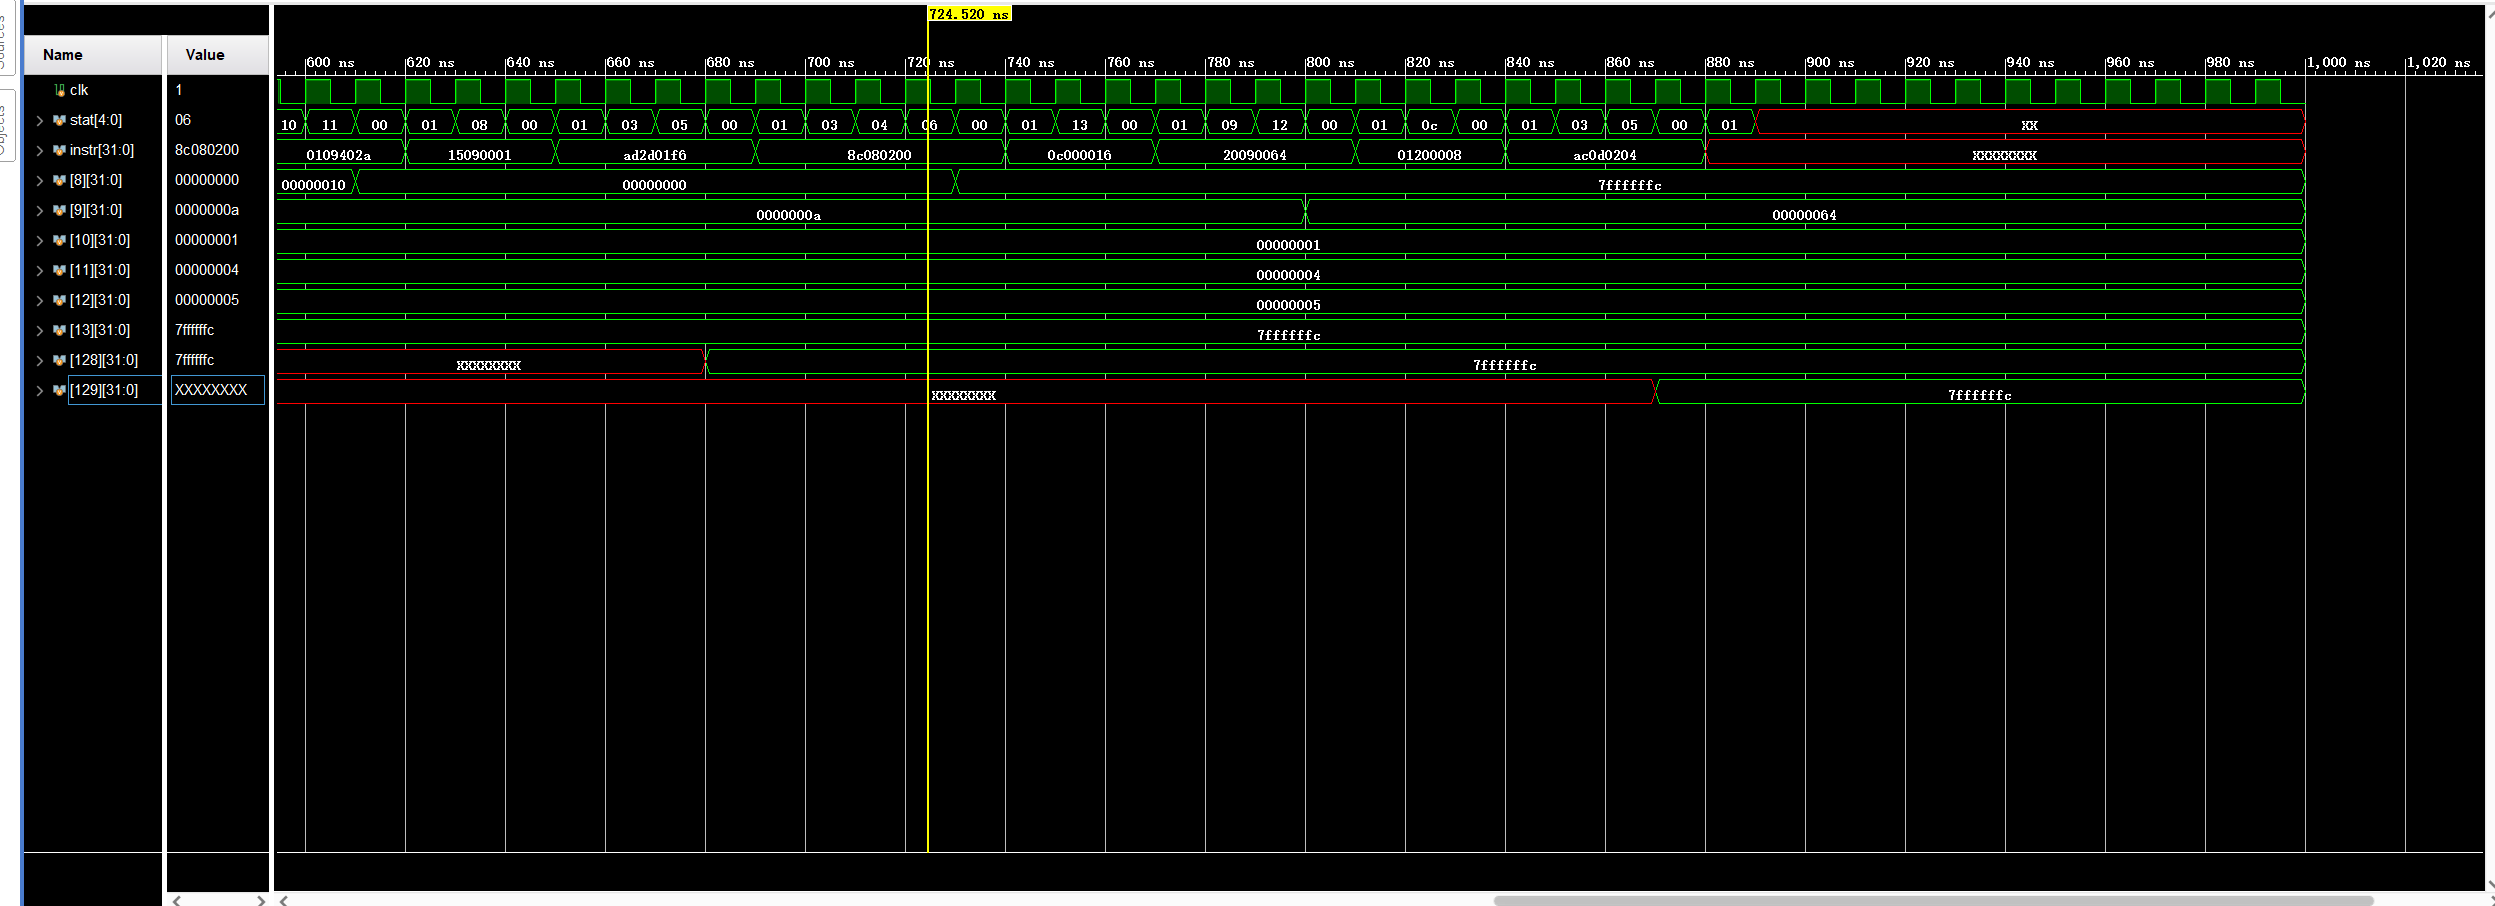 724.520 ns
Name Value
600 ns 620 ns 640 ns 660 ns 680 ns 700 ns 720 ns 740 ns 760 ns 780 ns 800 ns 820 ns 840 ns 860 ns 880 ns 900 ns 920 ns 940 ns 960 ns 980 ns 1,000 ns 1,020 ns
clk 1
stat[4:0] 06 10 11 00 01 08 00 01 03 05 00 01 03 04 06 00 01 13 00 01 09 12 00 01 0c 00 01 03 05 00 01 XX
instr[31:0] 8c080200 0109402a 15090001 ad2d01f6 8c080200 0c000016 20090064 01200008 ac0d0204 XXXXXXXX
[8][31:0] 00000000 00000010 00000000 7ffffffc
[9][31:0] 0000000a 0000000a 00000064
[10][31:0] 00000001 00000001
[11][31:0] 00000004 00000004
[12][31:0] 00000005 00000005
[13][31:0] 7ffffffc 7ffffffc
[128][31:0] 7ffffffc XXXXXXXX 7ffffffc
[129][31:0] XXXXXXXX XXXXXXXX 7ffffffc